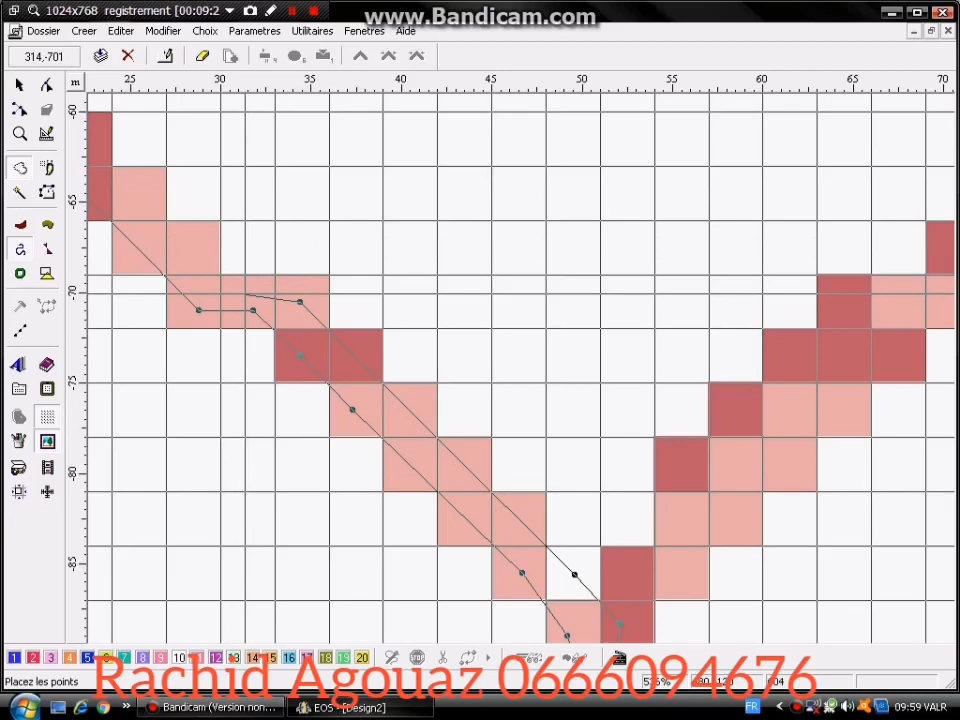 1024x768 registrement [00:09:2
www.Bandicam.com
Dossier Creer Editer Modifier Choix Parametres Utilitaires Fenetres Aide
314,-701
m 25 30 35 40 45 50 55 60 65 70
-60
-65
-70
-75
-80
-85
1 2 3 4 5 6 7 8 9 10 11 12 13 14 15 16 17 18 19 20
Rachid Agouaz 0666094676
Placez les points
Bandicam (Version non... EOS -[Design2] FR 09:59 VALR